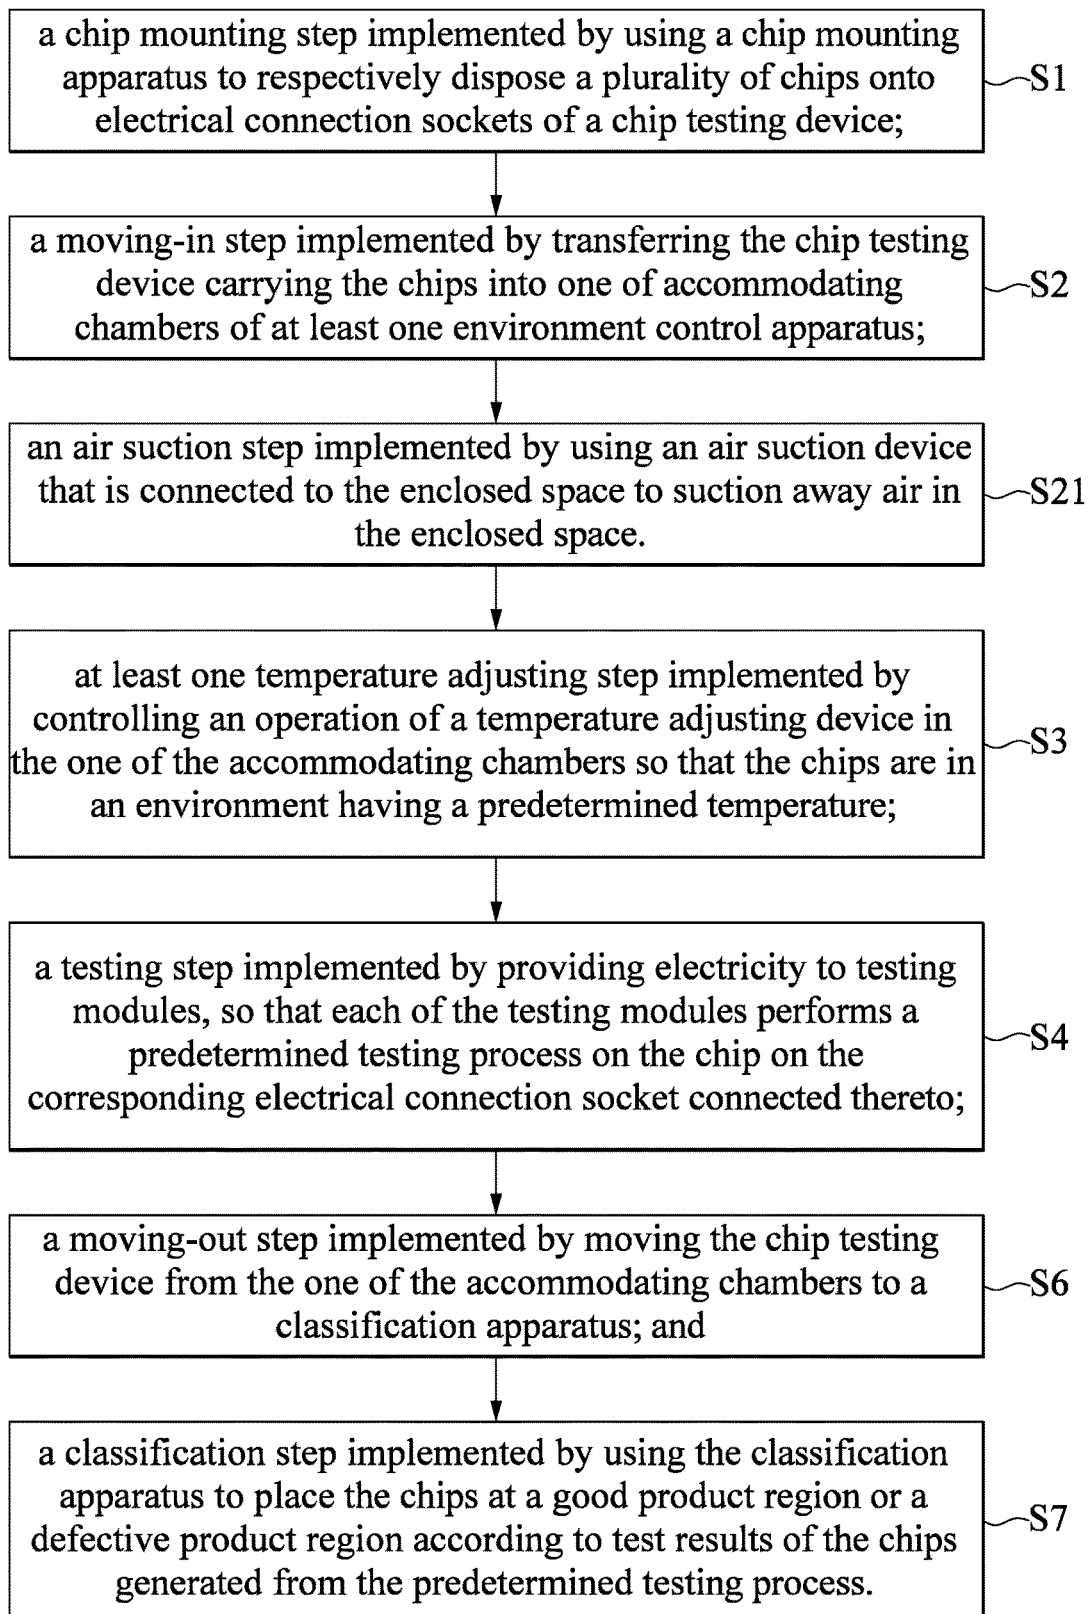 a chip mounting step implemented by using a chip mounting
apparatus to respectively dispose a plurality of chips onto
electrical connection sockets of a chip testing device;
S1
a moving-in step implemented by transferring the chip testing
device carrying the chips into one of accommodating
chambers of at least one environment control apparatus;
S2
an air suction step implemented by using an air suction device
that is connected to the enclosed space to suction away air in
the enclosed space.
S21
at least one temperature adjusting step implemented by
controlling an operation of a temperature adjusting device in
the one of the accommodating chambers so that the chips are in
an environment having a predetermined temperature;
S3
a testing step implemented by providing electricity to testing
modules, so that each of the testing modules performs a
predetermined testing process on the chip on the
corresponding electrical connection socket connected thereto;
S4
a moving-out step implemented by moving the chip testing
device from the one of the accommodating chambers to a
classification apparatus; and
S6
a classification step implemented by using the classification
apparatus to place the chips at a good product region or a
defective product region according to test results of the chips
generated from the predetermined testing process.
S7